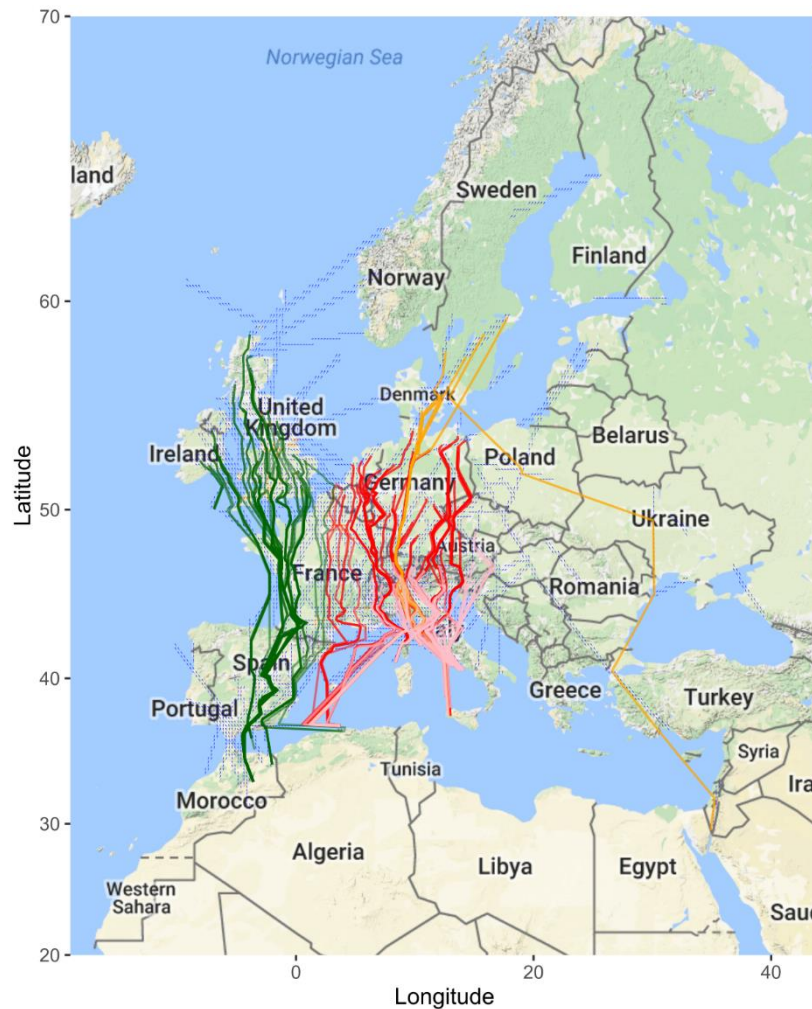 70
Norwegian Sea
land
Sweden
Finland
Norway
60
Denmark
United
Kingdom
Ireland
Belarus
Poland
Germany
50
Ukraine
Austria
France
Romania
Latitude
Spain
40
Portugal
Greece
Turkey
Syria
Tunisia
Ira
Morocco
30
Algeria
Libya
Egypt
Western
Sahara
Sauc
20
0
20
40
Longitude